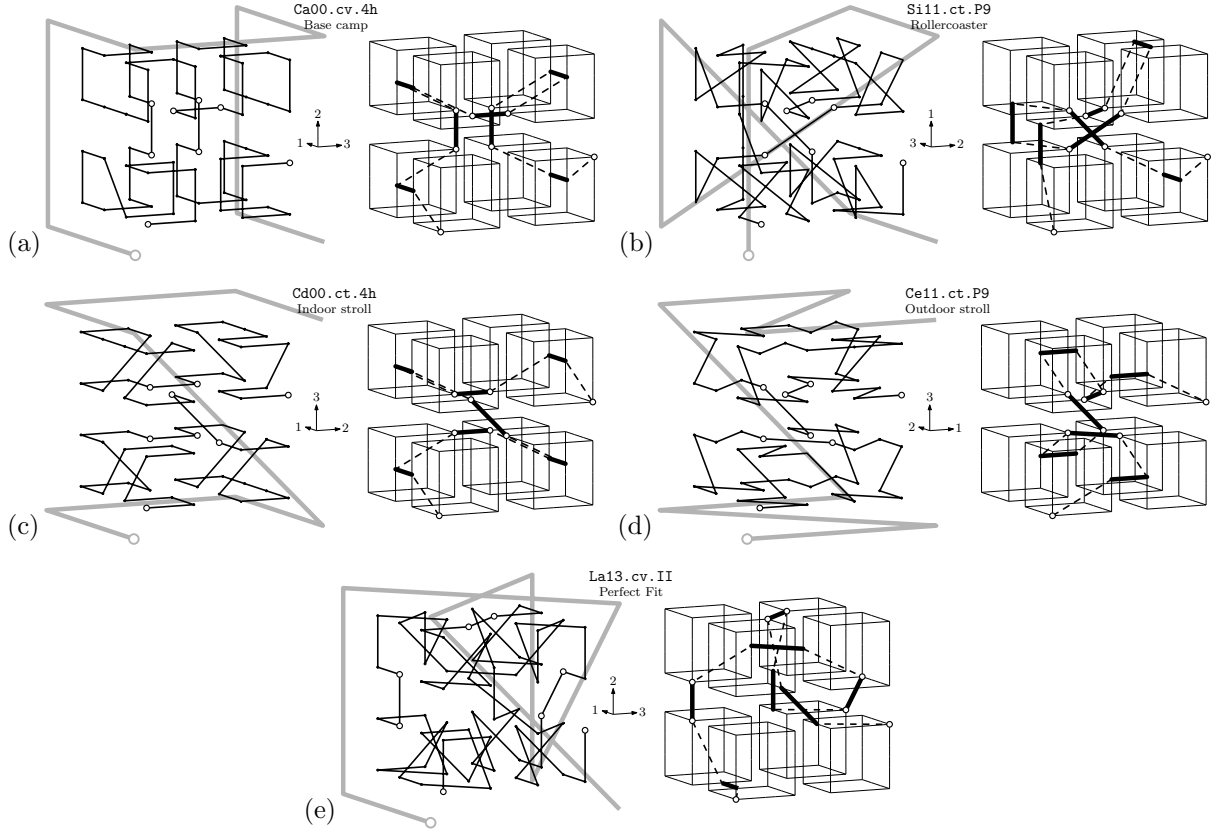 Ca00.cv.4h
Base camp
2
1
3
(a)
Si11.ct.P9
Rollercoaster
1
3
2
(b)
Cd00.ct.4h
Indoor stroll
3
1
2
(c)
Ce11.ct.P9
Outdoor stroll
3
2
1
(d)
La13.cv.II
Perfect Fit
2
1
3
(e)